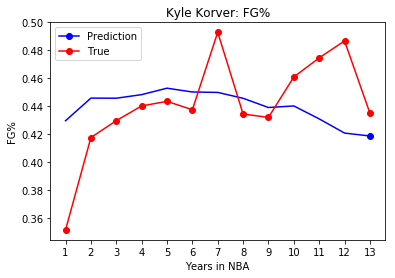 Kyle Korver: FG%
Prediction
True
FG%
0.50
0.48
0.46
0.44
0.42
0.40
0.38
0.36
1 2 3 4 5 6 7 8 9 10 11 12 13
Years in NBA